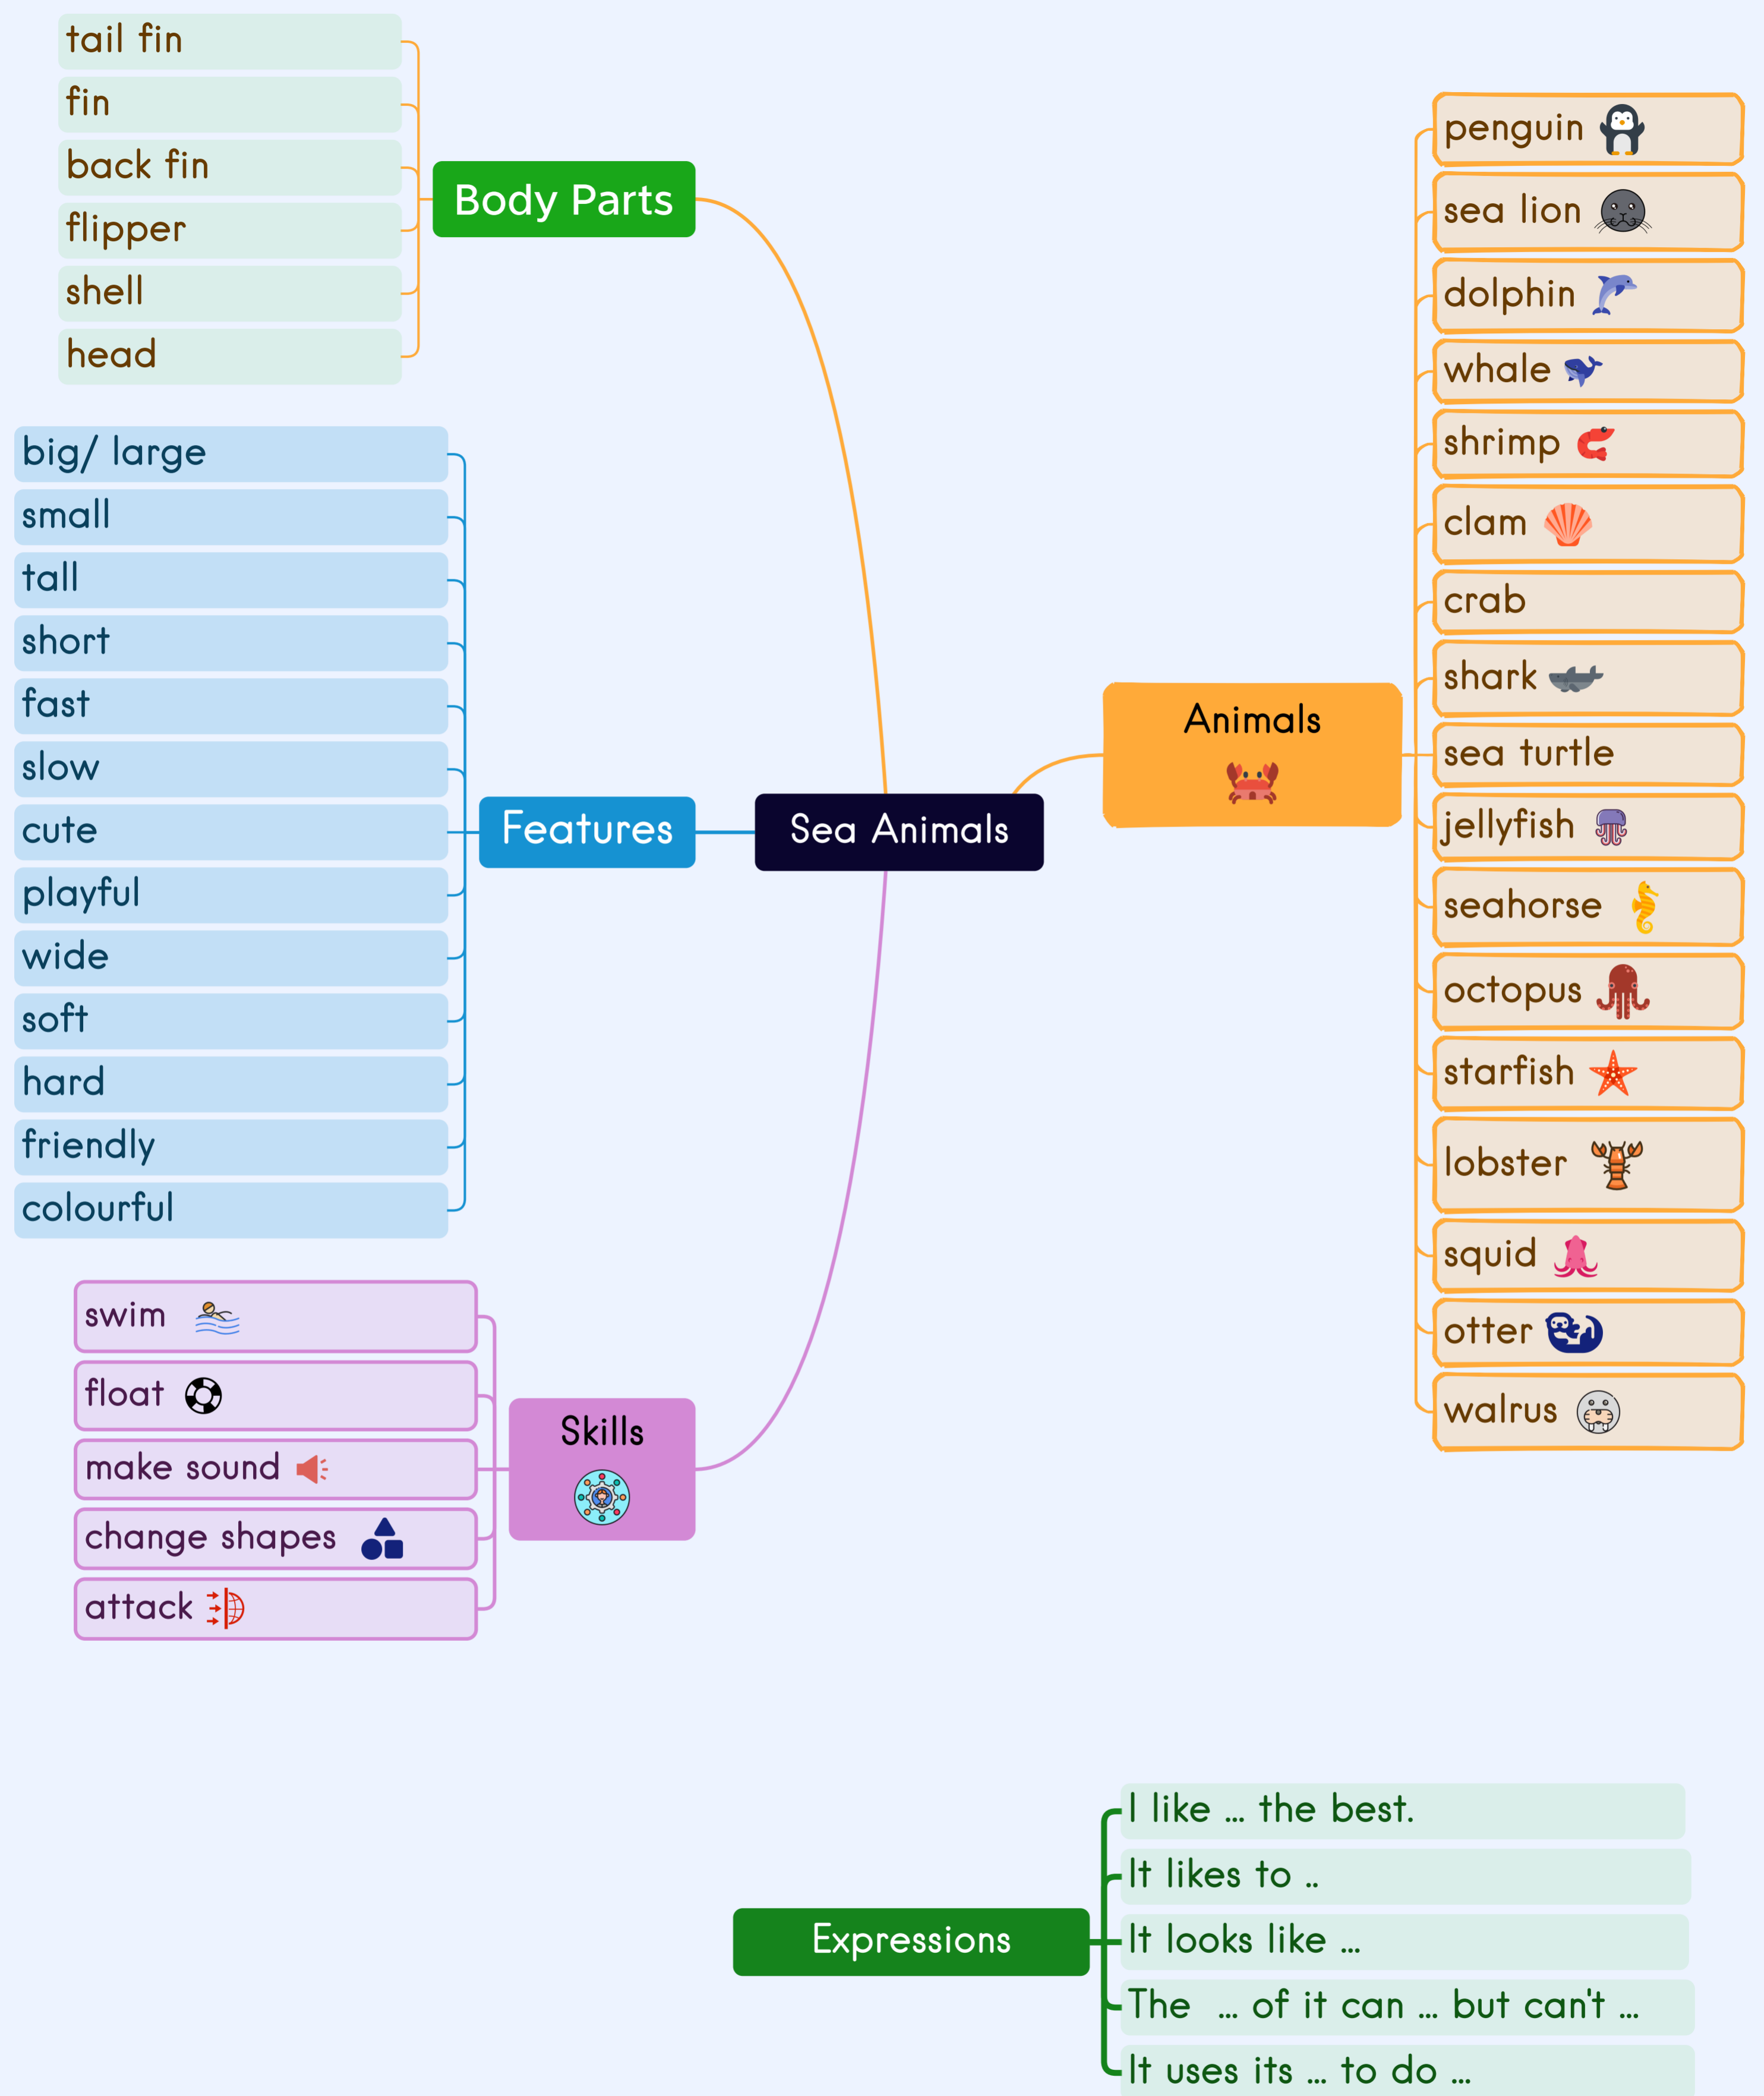 tail fin
fin
back fin
flipper
shell
head
Body Parts
big/ large
small
tall
short
fast
slow
cute
playful
wide
soft
hard
friendly
colourful
Features
swim
float
make sound
change shapes
attack
Skills
Sea Animals
Animals
penguin
sea lion
dolphin
whale
shrimp
clam
crab
shark
sea turtle
jellyfish
seahorse
octopus
starfish
lobster
squid
otter
walrus
Expressions
I like ... the best.
It likes to ..
It looks like ...
The ... of it can ... but can't ...
It uses its ... to do ...